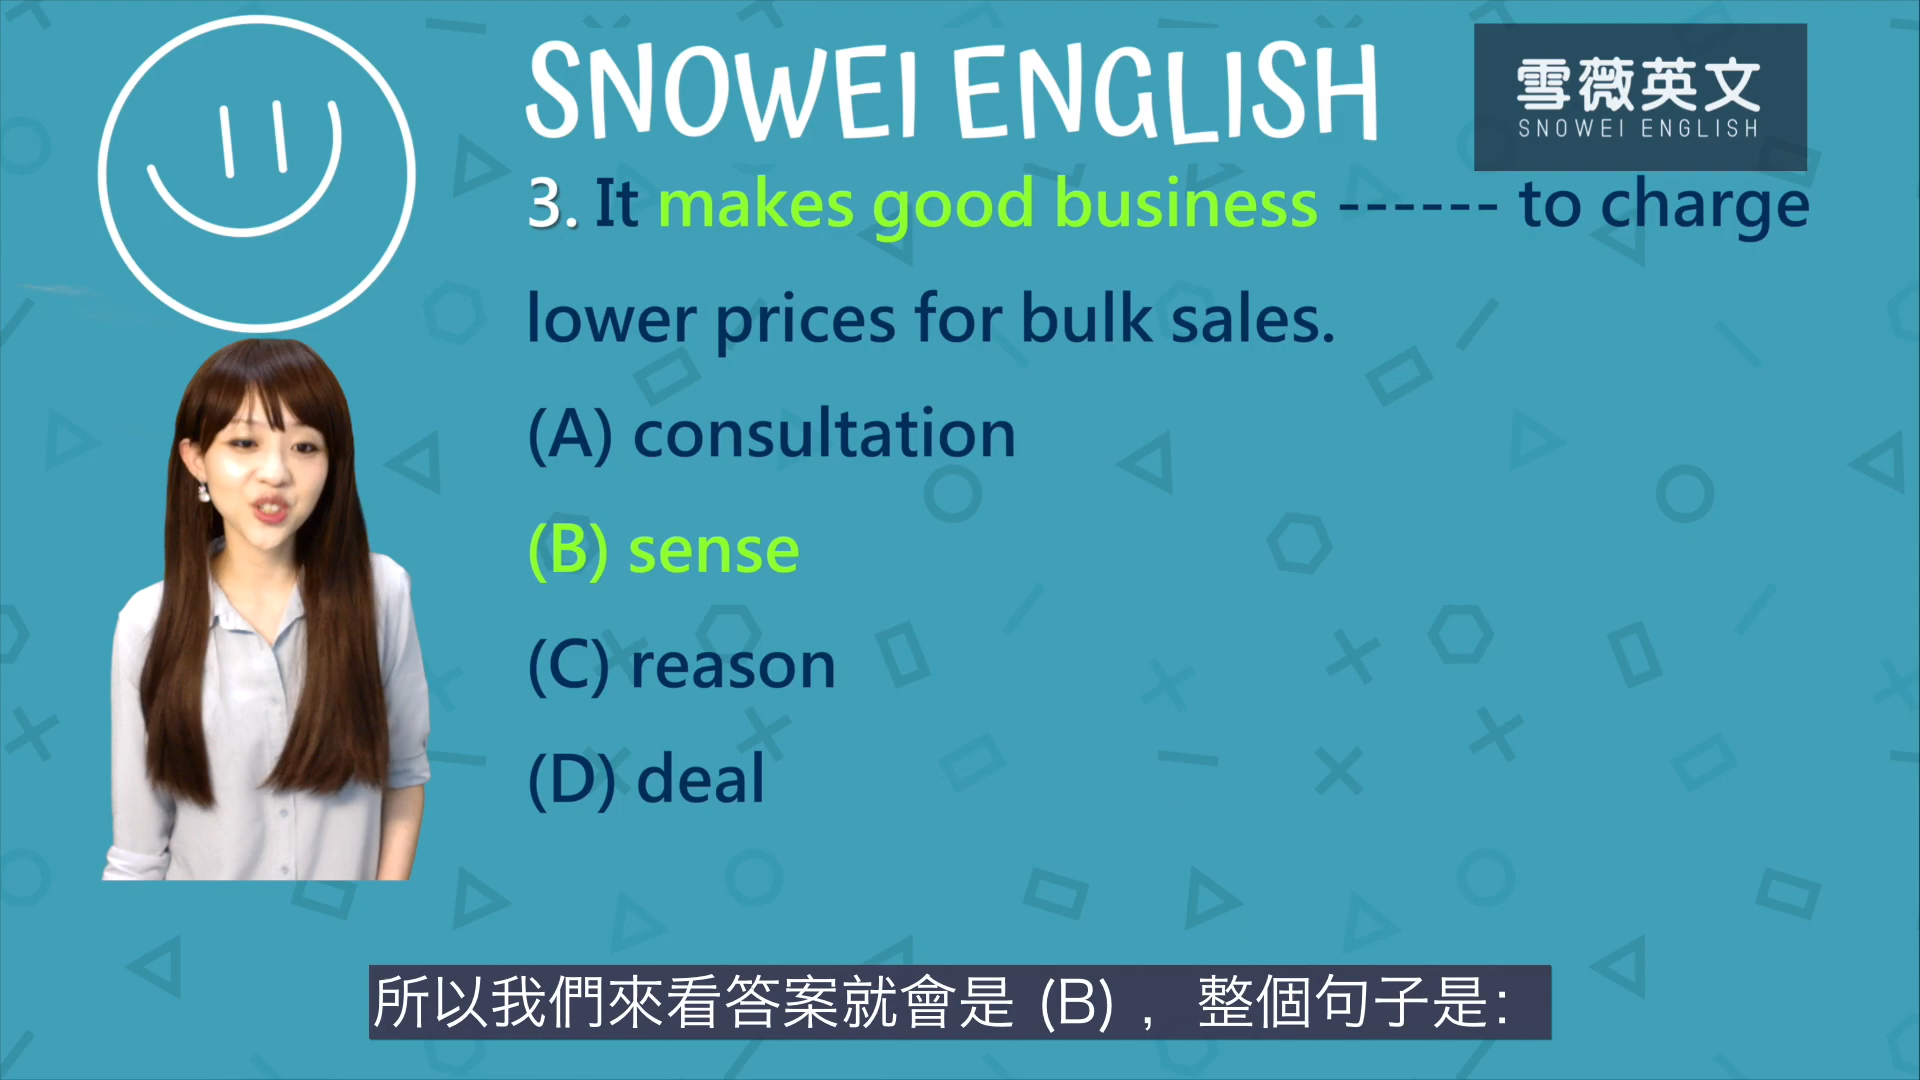 SNOWEI ENGLISH
雪薇英文
SNOWEI ENGLISH
3. It makes good business ------ to charge
lower prices for bulk sales.
(A) consultation
(B) sense
(C) reason
(D) deal
所以我們來看答案就會是 (B) ，整個句子是: